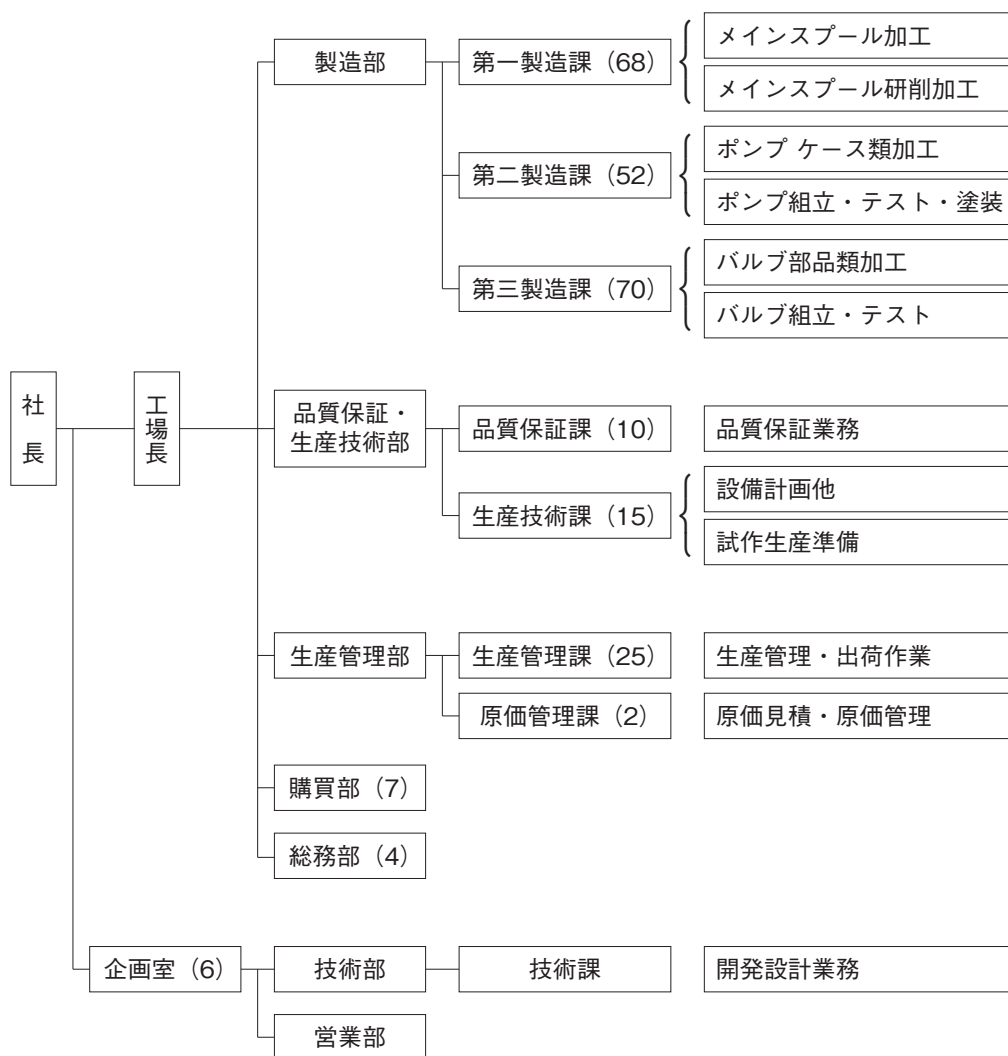 製造部
第一製造課（68）
メインスプール加工
メインスプール研削加工
第二製造課（52）
ポンプ ケース類加工
ポンプ組立・テスト・塗装
第三製造課（70）
バルブ部品類加工
バルブ組立・テスト
社長
工場長
品質保証・
生産技術部
品質保証課（10）
品質保証業務
生産技術課（15）
設備計画他
試作生産準備
生産管理部
生産管理課（25）
生産管理・出荷作業
原価管理課（2）
原価見積・原価管理
購買部（7）
総務部（4）
企画室（6）
技術部
技術課
開発設計業務
営業部